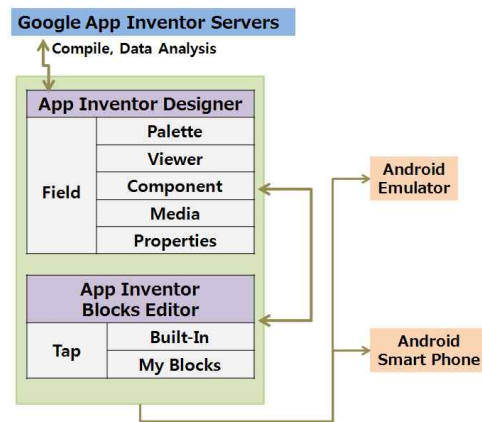 Google App Inventor Servers
Compile, Data Analysis
App Inventor Designer
Field
Palette
Viewer
Component
Media
Properties
App Inventor
Blocks Editor
Tap
Built-In
My Blocks
Android
Emulator
Android
Smart Phone